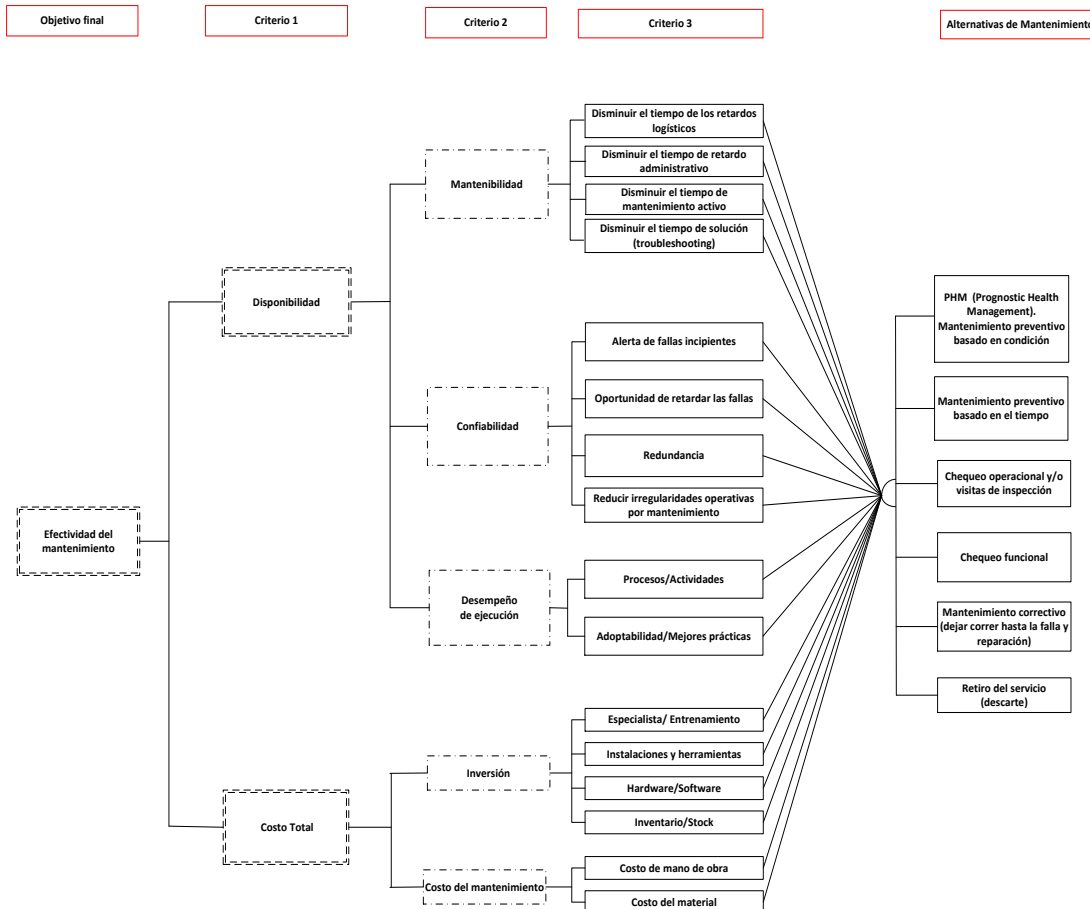 Objetivo final
Criterio 1
Criterio 2
Criterio 3
Alternativas de Mantenimiento
Disminuir el tiempo de los retardos
logísticos
Disminuir el tiempo de retardo
administrativo
Mantenibilidad
Disminuir el tiempo de
mantenimiento activo
Disminuir el tiempo de solución
(troubleshooting)
Disponibilidad
PHM (Prognostic Health
Management).
Mantenimiento preventivo
basado en condición
Alerta de fallas incipientes
Oportunidad de retardar las fallas
Mantenimiento preventivo
basado en el tiempo
Confiabilidad
Redundancia
Chequeo operacional y/o
visitas de inspección
Reducir irregularidades operativas
por mantenimiento
Efectividad del
mantenimiento
Chequeo funcional
Procesos/Actividades
Desempeño
de ejecución
Adoptabilidad/Mejores prácticas
Mantenimiento correctivo
(dejar correr hasta la falla y
reparación)
Retiro del servicio
(descarte)
Especialista/ Entrenamiento
Instalaciones y herramientas
Inversión
Hardware/Software
Inventario/Stock
Costo Total
Costo de mano de obra
Costo del mantenimiento
Costo del material